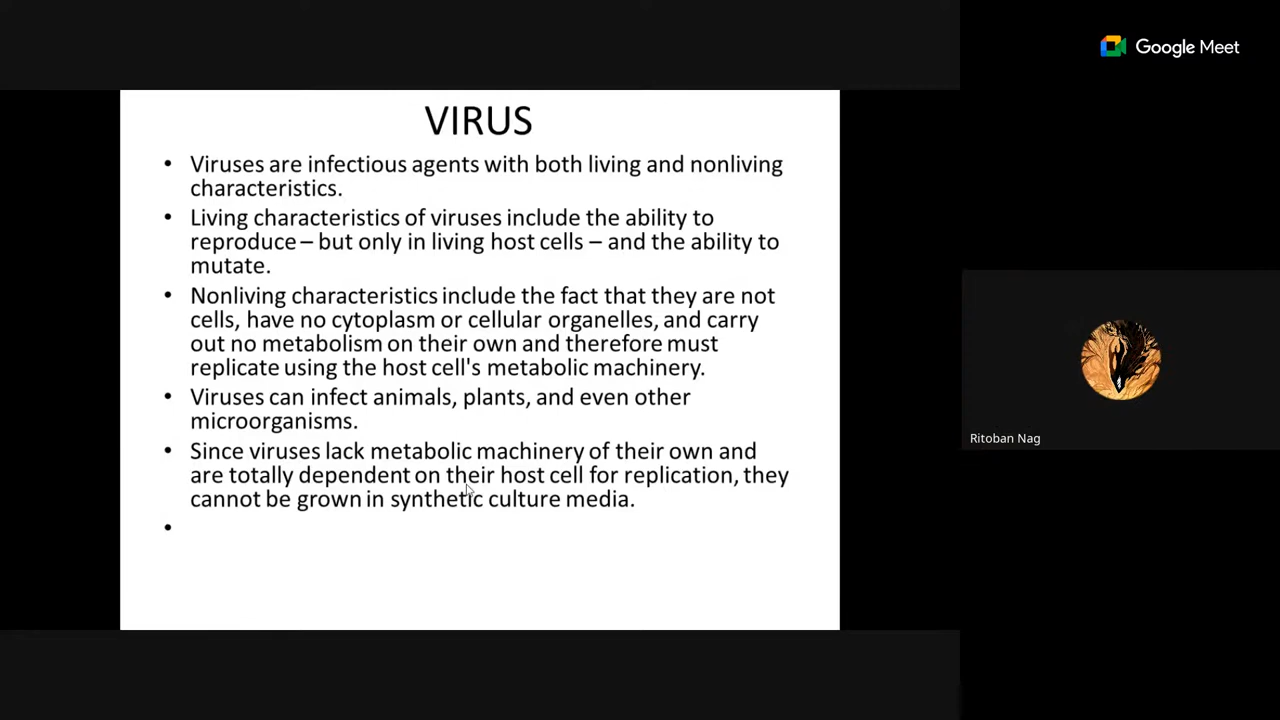 Google Meet
VIRUS
• Viruses are infectious agents with both living and nonliving
characteristics.
• Living characteristics of viruses include the ability to
reproduce – but only in living host cells – and the ability to
mutate.
• Nonliving characteristics include the fact that they are not
cells, have no cytoplasm or cellular organelles, and carry
out no metabolism on their own and therefore must
replicate using the host cell's metabolic machinery.
• Viruses can infect animals, plants, and even other
microorganisms.
• Since viruses lack metabolic machinery of their own and
are totally dependent on their host cell for replication, they
cannot be grown in synthetic culture media.
•
Ritoban Nag